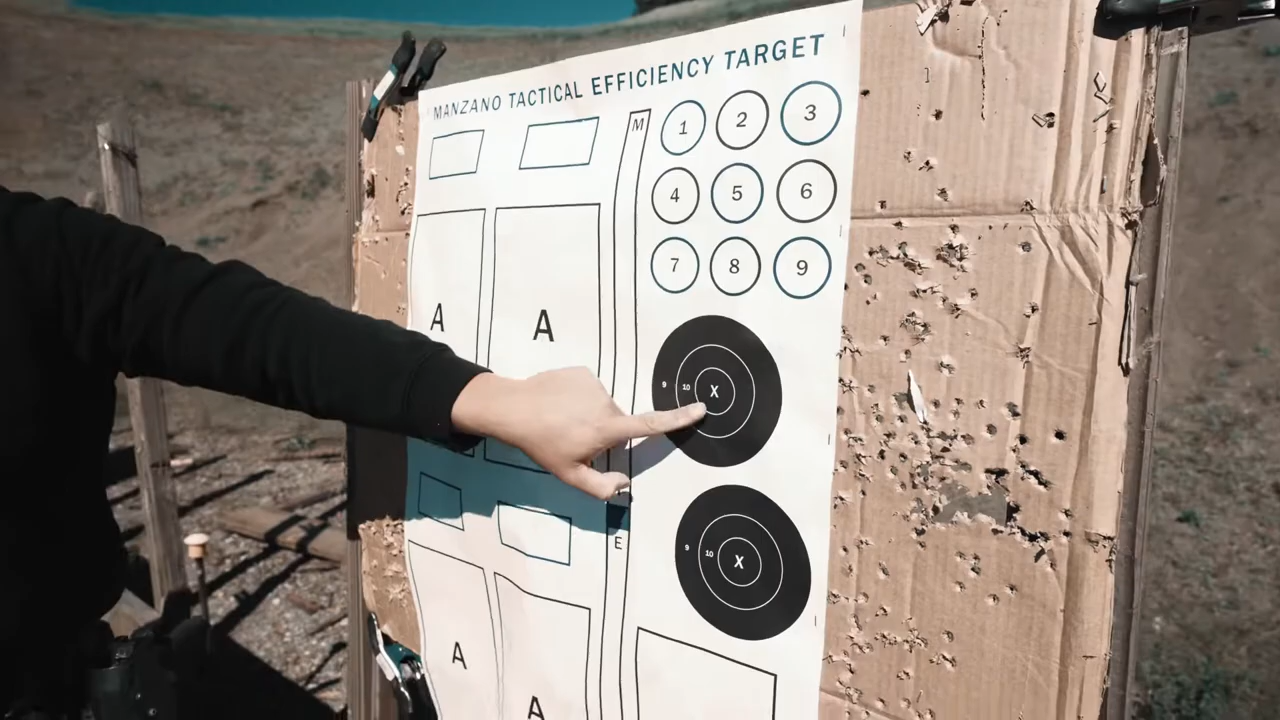 MANZANO TACTICAL EFFICIENCY TARGET
M
1 2 3
4 5 6
7 8 9
A A
9 10 X
E
9 10 X
A
A